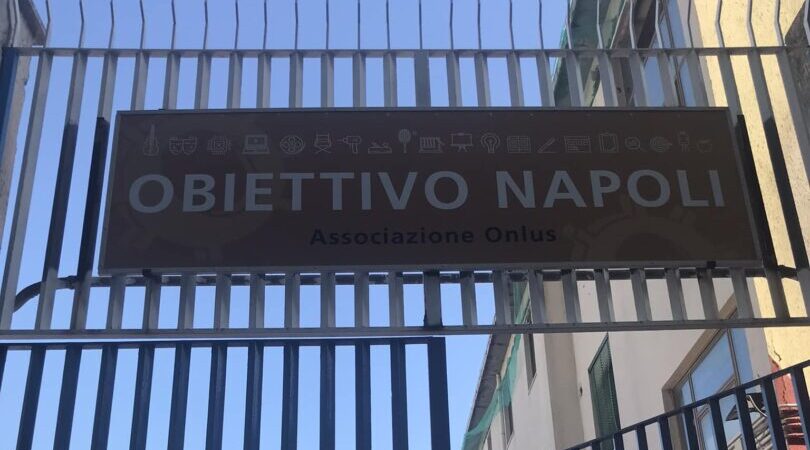 OBIETTIVO NAPOLI
Associazione Onlus